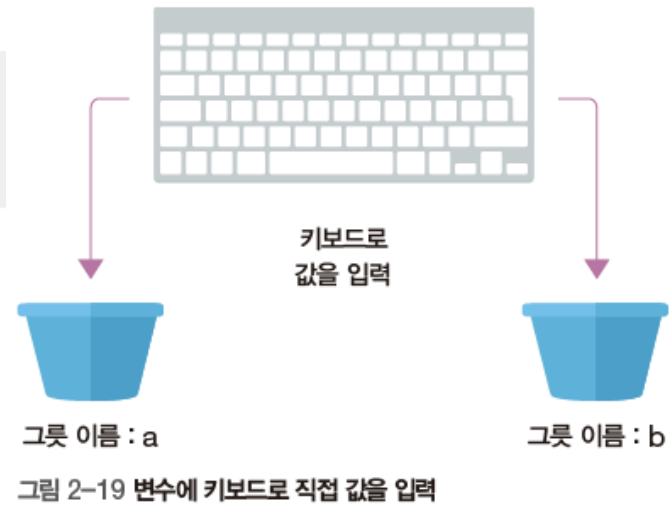 키보드로
값을 입력
그릇 이름 : a
그릇 이름 : b
그림 2-19 변수에 키보드로 직접 값을 입력